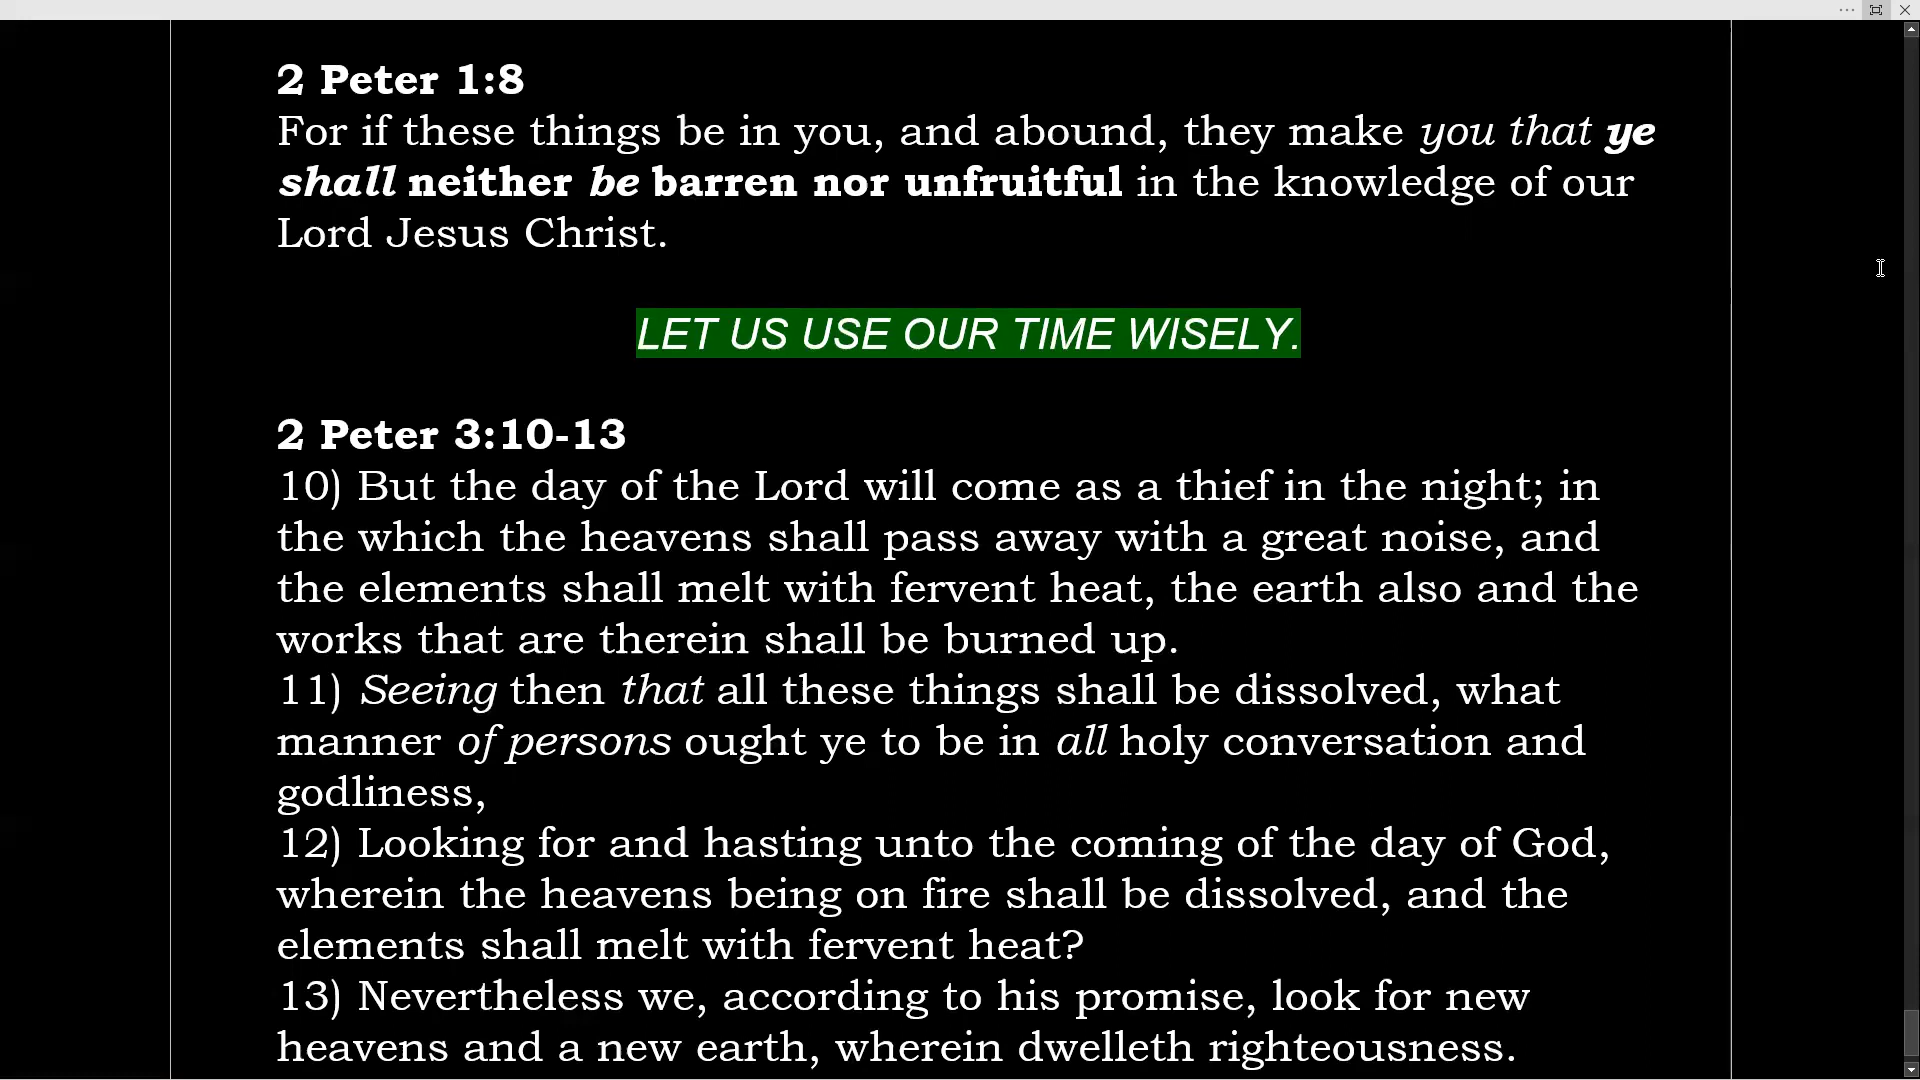 2 Peter 1:8
For if these things be in you, and abound, they make you that ye
shall neither be barren nor unfruitful in the knowledge of our
Lord Jesus Christ.
LET US USE OUR TIME WISELY.
2 Peter 3:10-13
10) But the day of the Lord will come as a thief in the night; in
the which the heavens shall pass away with a great noise, and
the elements shall melt with fervent heat, the earth also and the
works that are therein shall be burned up.
11) Seeing then that all these things shall be dissolved, what
manner of persons ought ye to be in all holy conversation and
godliness,
12) Looking for and hasting unto the coming of the day of God,
wherein the heavens being on fire shall be dissolved, and the
elements shall melt with fervent heat?
13) Nevertheless we, according to his promise, look for new
heavens and a new earth, wherein dwelleth righteousness.